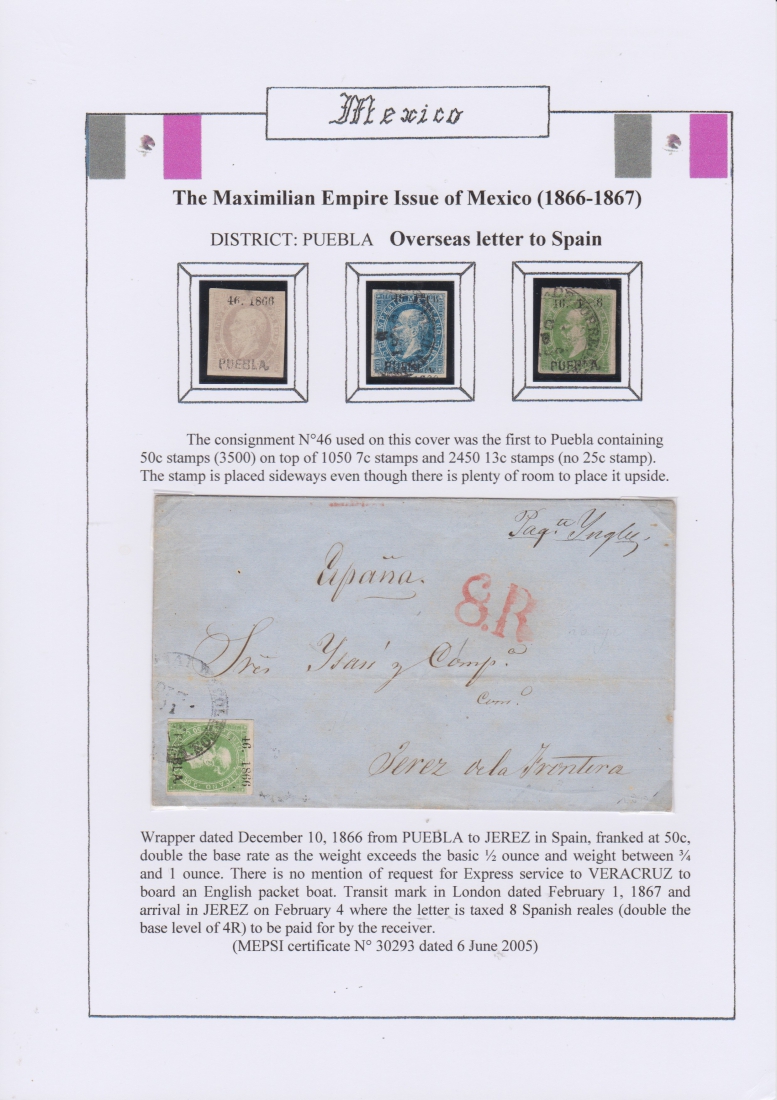 Mexico
The Maximilian Empire Issue of Mexico (1866-1867)
DISTRICT: PUEBLA Overseas letter to Spain
46. 1866
PUEBLA.
46. 1866
PUEBLA
46. 1866
PUEBLA.
The consignment N°46 used on this cover was the first to Puebla containing
50c stamps (3500) on top of 1050 7c stamps and 2450 13c stamps (no 25c stamp).
The stamp is placed sideways even though there is plenty of room to place it upside.
Paq.te Yngles.
España.
8.R
Sres Ysasi y Comp.a
Com.o
Jerez de la Frontera
46. 1866
PUEBLA
Wrapper dated December 10, 1866 from PUEBLA to JEREZ in Spain, franked at 50c,
double the base rate as the weight exceeds the basic ½ ounce and weight between ¾
and 1 ounce. There is no mention of request for Express service to VERACRUZ to
board an English packet boat. Transit mark in London dated February 1, 1867 and
arrival in JEREZ on February 4 where the letter is taxed 8 Spanish reales (double the
base level of 4R) to be paid for by the receiver.
(MEPSI certificate N° 30293 dated 6 June 2005)